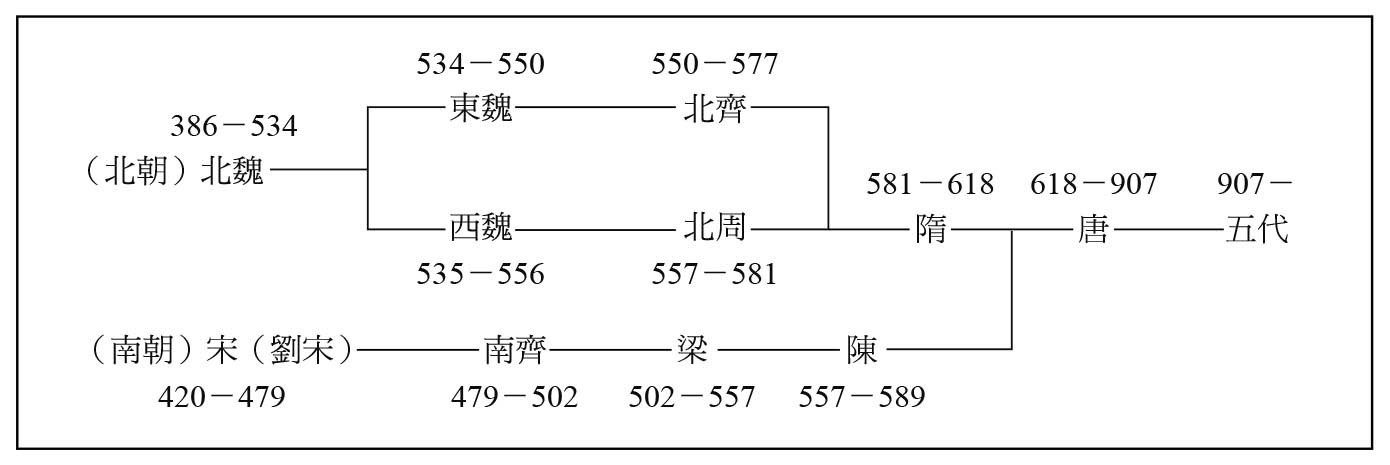 534－550 550－577
東魏 北齊
386－534
（北朝）北魏
581－618 618－907 907－
西魏 北周 隋 唐 五代
535－556 557－581
（南朝）宋（劉宋） 南齊 梁 陳
420－479 479－502 502－557 557－589